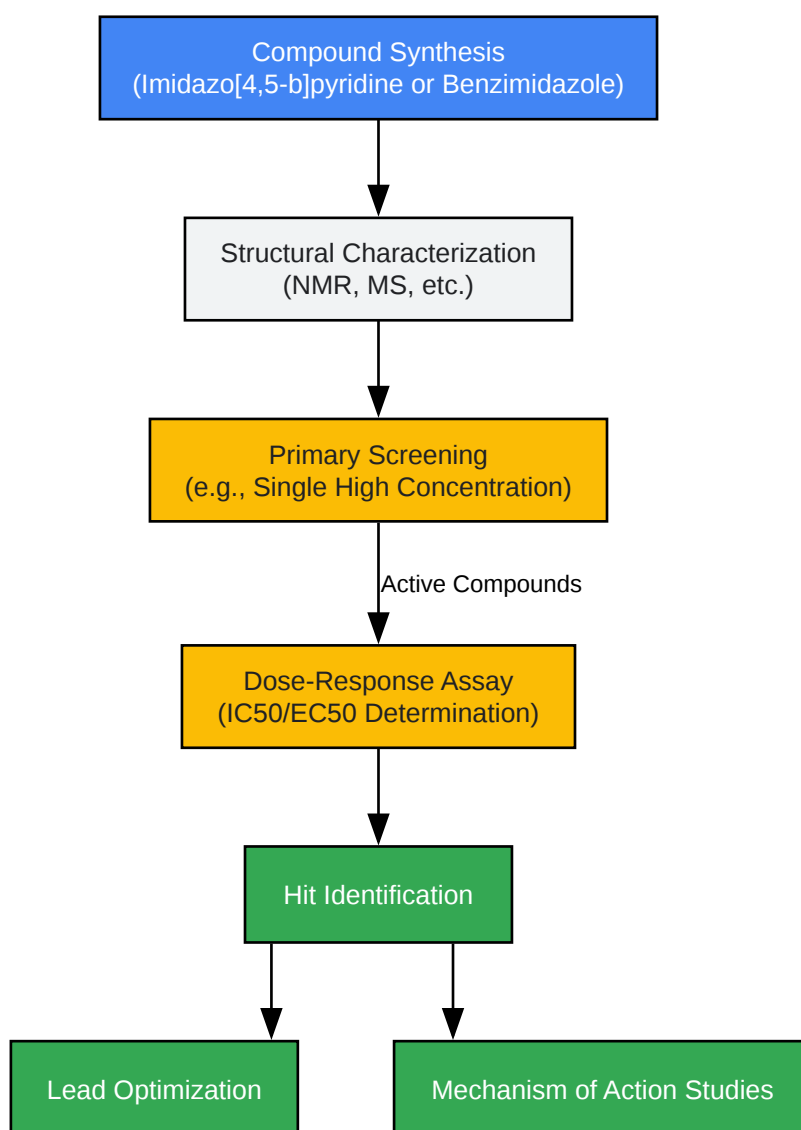 Compound Synthesis
(Imidazo[4,5-b]pyridine or Benzimidazole)
Structural Characterization
(NMR, MS, etc.)
Primary Screening
(e.g., Single High Concentration)
Active Compounds
Dose-Response Assay
(IC50/EC50 Determination)
Hit Identification
Lead Optimization
Mechanism of Action Studies